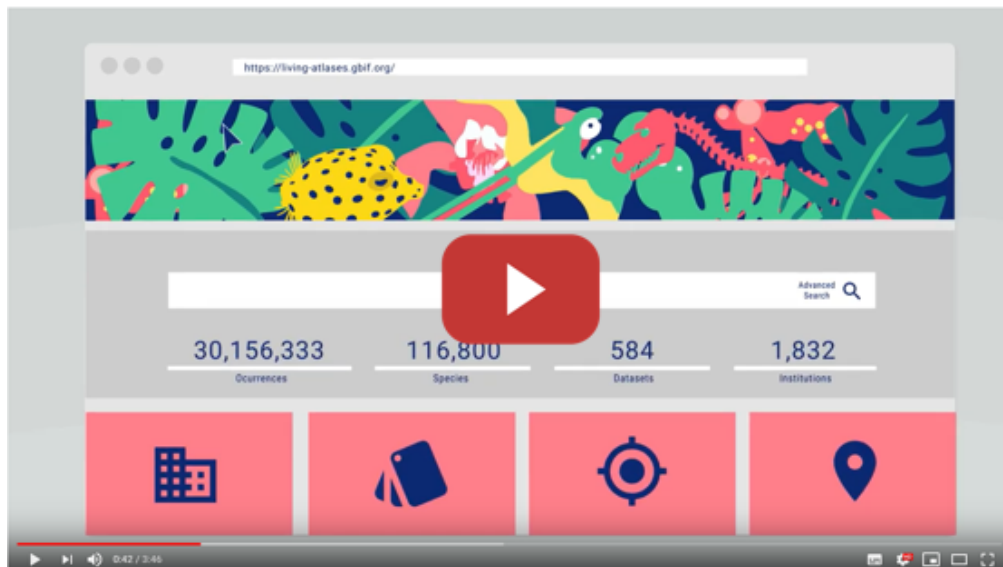 https://living-atlases.gbif.org/
Advanced
Search
30,156,333
116,800
584
1,832
Ocurrences
Species
Datasets
Institutions
0:42 / 3:46